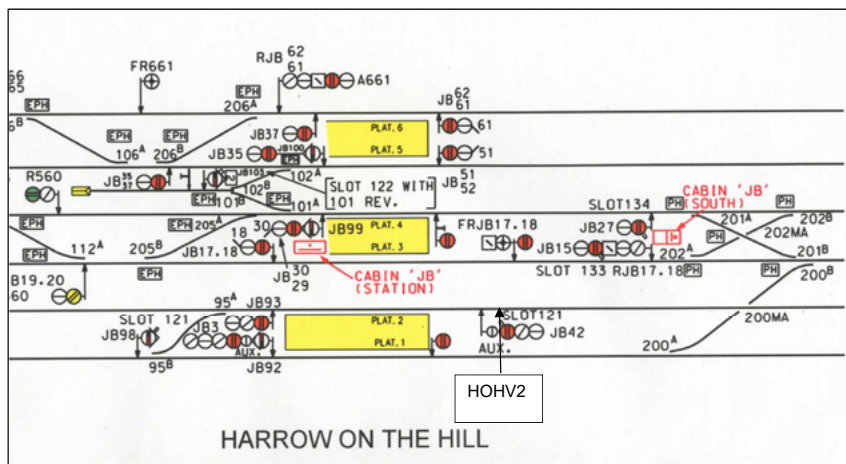 62
RJB 61
FR661
A661
66
65
EPH
206ᴬ
EPH
JB 62
61
6ᴮ
EPH
EPH
JB37
PLAT. 6
61
106ᴬ
206ᴮ
JB35
JB100
EPH
PLAT. 5
51
R560
JB 35
37
JB103
102ᴬ
SLOT 122 WITH
101 REV.
JB 51
52
102ᴮ
EPH
101ᴮ
101ᴬ
SLOT134
PH
CABIN 'JB'
(SOUTH)
PH
EPH
205ᴬ
30
JB99
PLAT. 4
FRJB17.18
JB27
201ᴬ
202ᴮ
18
JB17.18
PLAT. 3
JB15
PH
202MA
112ᴬ
205ᴮ
202ᴬ
201ᴮ
EPH
EPH
JB 30
29
CABIN 'JB'
(STATION)
SLOT 133 RJB17.18
PH
PH
200ᴮ
B19.20
60
95ᴬ
JB93
SLOT 121
SLOT121
200MA
JB3
PLAT. 2
JB98
PLAT. 1
JB42
AUX.
AUX.
200ᴬ
95ᴮ
JB92
HOHV2
HARROW ON THE HILL